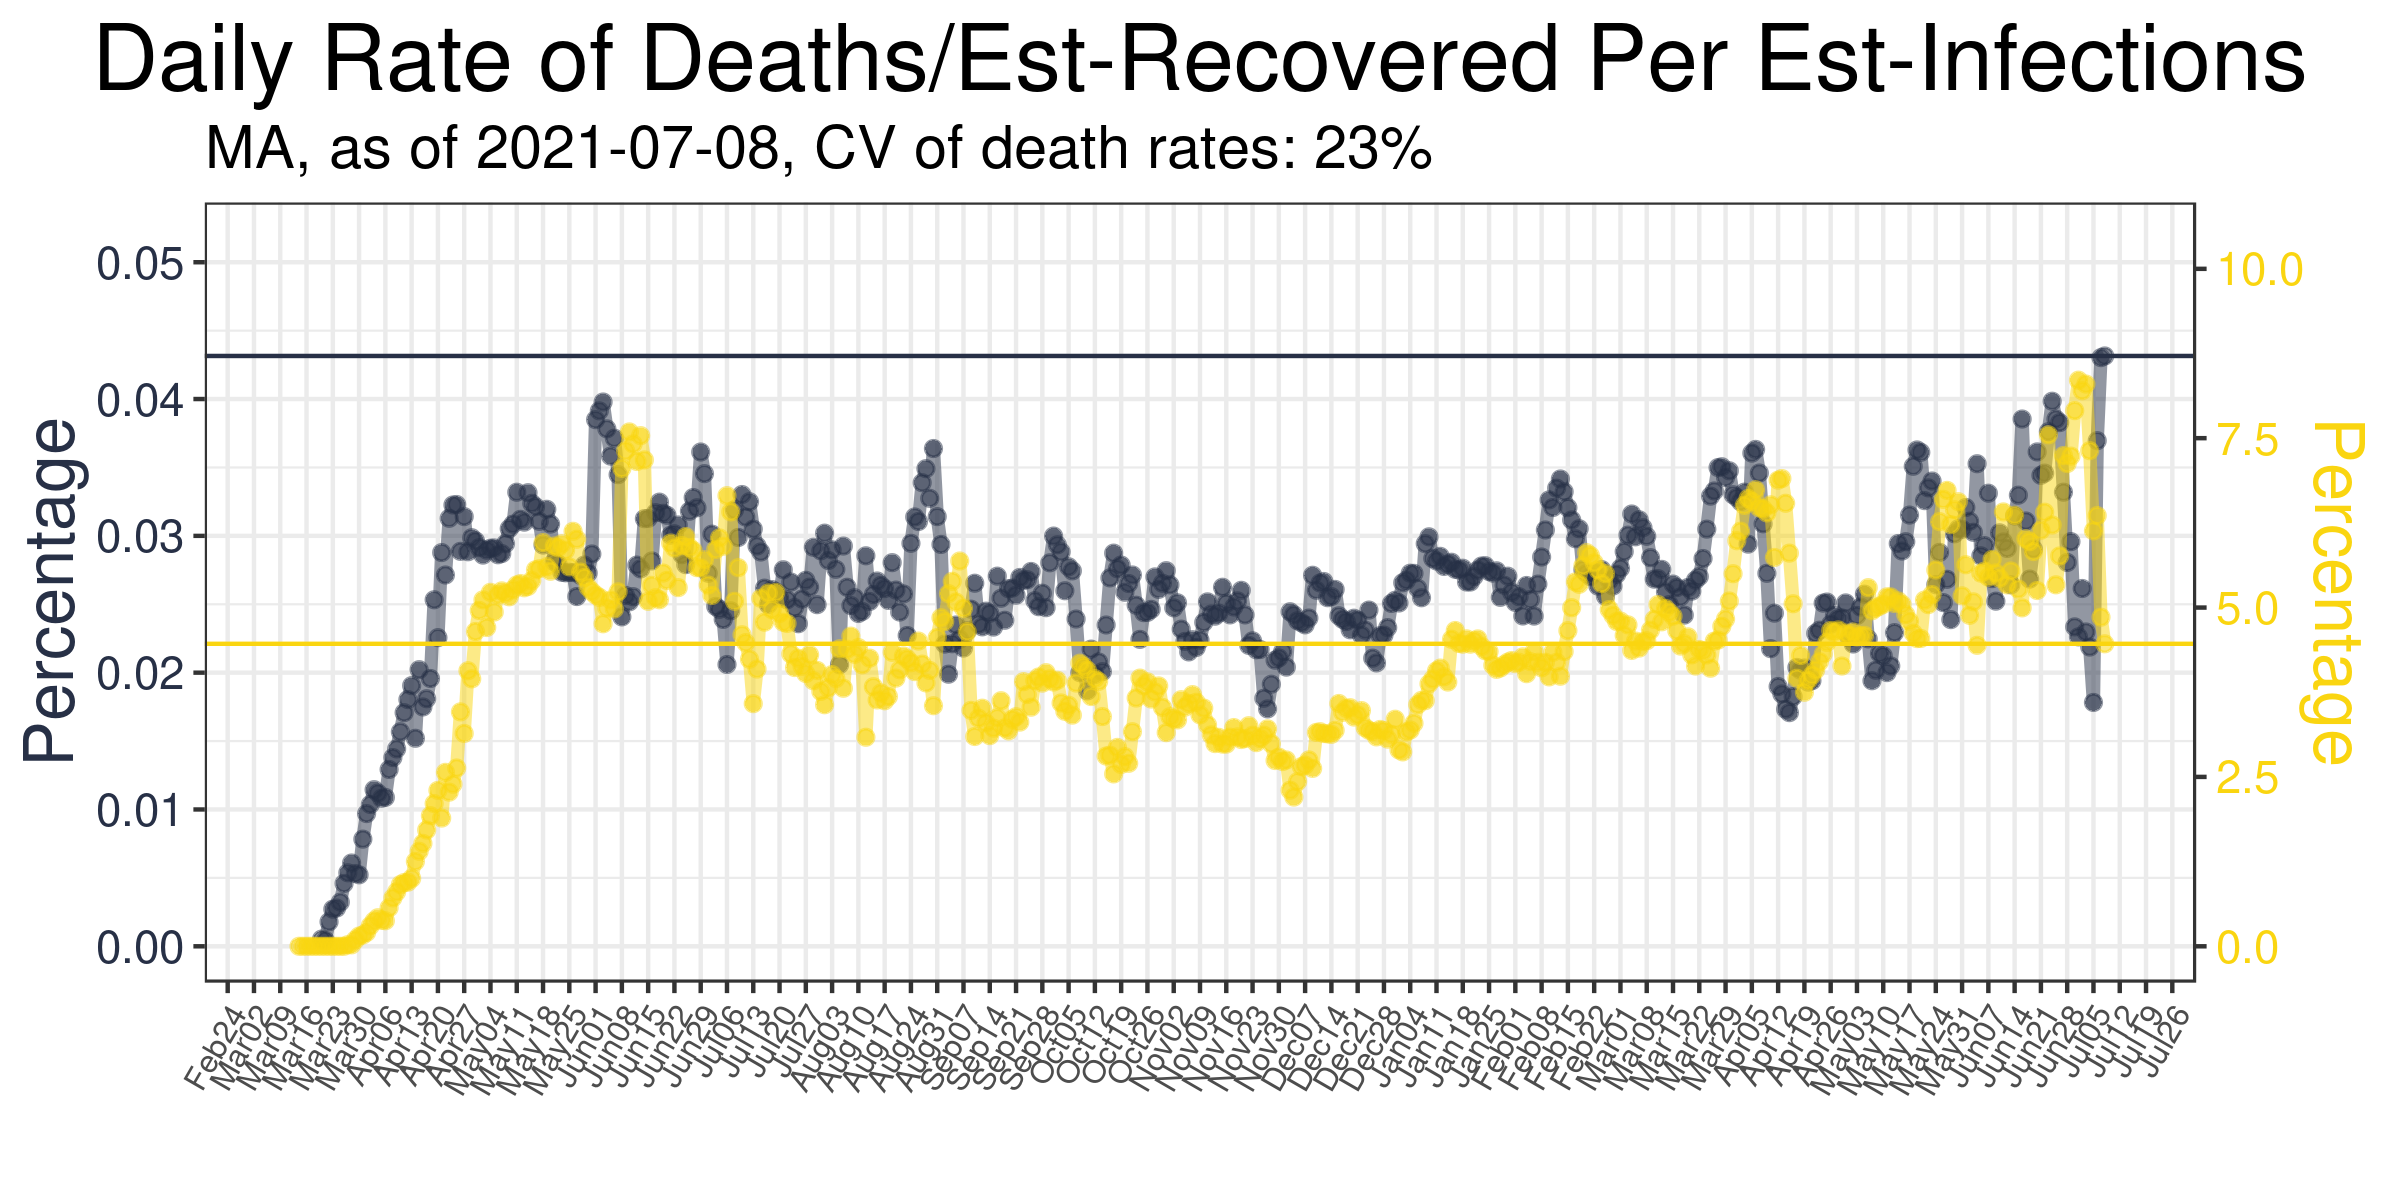 Daily Rate of Deaths/Est-Recovered Per Est-Infections
MA, as of 2021-07-08, CV of death rates: 23%
Percentage
0.05
0.04
0.03
0.02
0.01
0.00
10.0
7.5
5.0
2.5
0.0
Percentage
Feb24
Mar02
Mar09
Mar16
Mar23
Mar30
Apr06
Apr13
Apr20
Apr27
May04
May11
May18
May25
Jun01
Jun08
Jun15
Jun22
Jun29
Jul06
Jul13
Jul20
Jul27
Aug03
Aug10
Aug17
Aug24
Aug31
Sep07
Sep14
Sep21
Sep28
Oct05
Oct12
Oct19
Oct26
Nov02
Nov09
Nov16
Nov23
Nov30
Dec07
Dec14
Dec21
Dec28
Jan04
Jan11
Jan18
Jan25
Feb01
Feb08
Feb15
Feb22
Mar01
Mar08
Mar15
Mar22
Mar29
Apr05
Apr12
Apr19
Apr26
May03
May10
May17
May24
May31
Jun07
Jun14
Jun21
Jun28
Jul05
Jul12
Jul19
Jul26